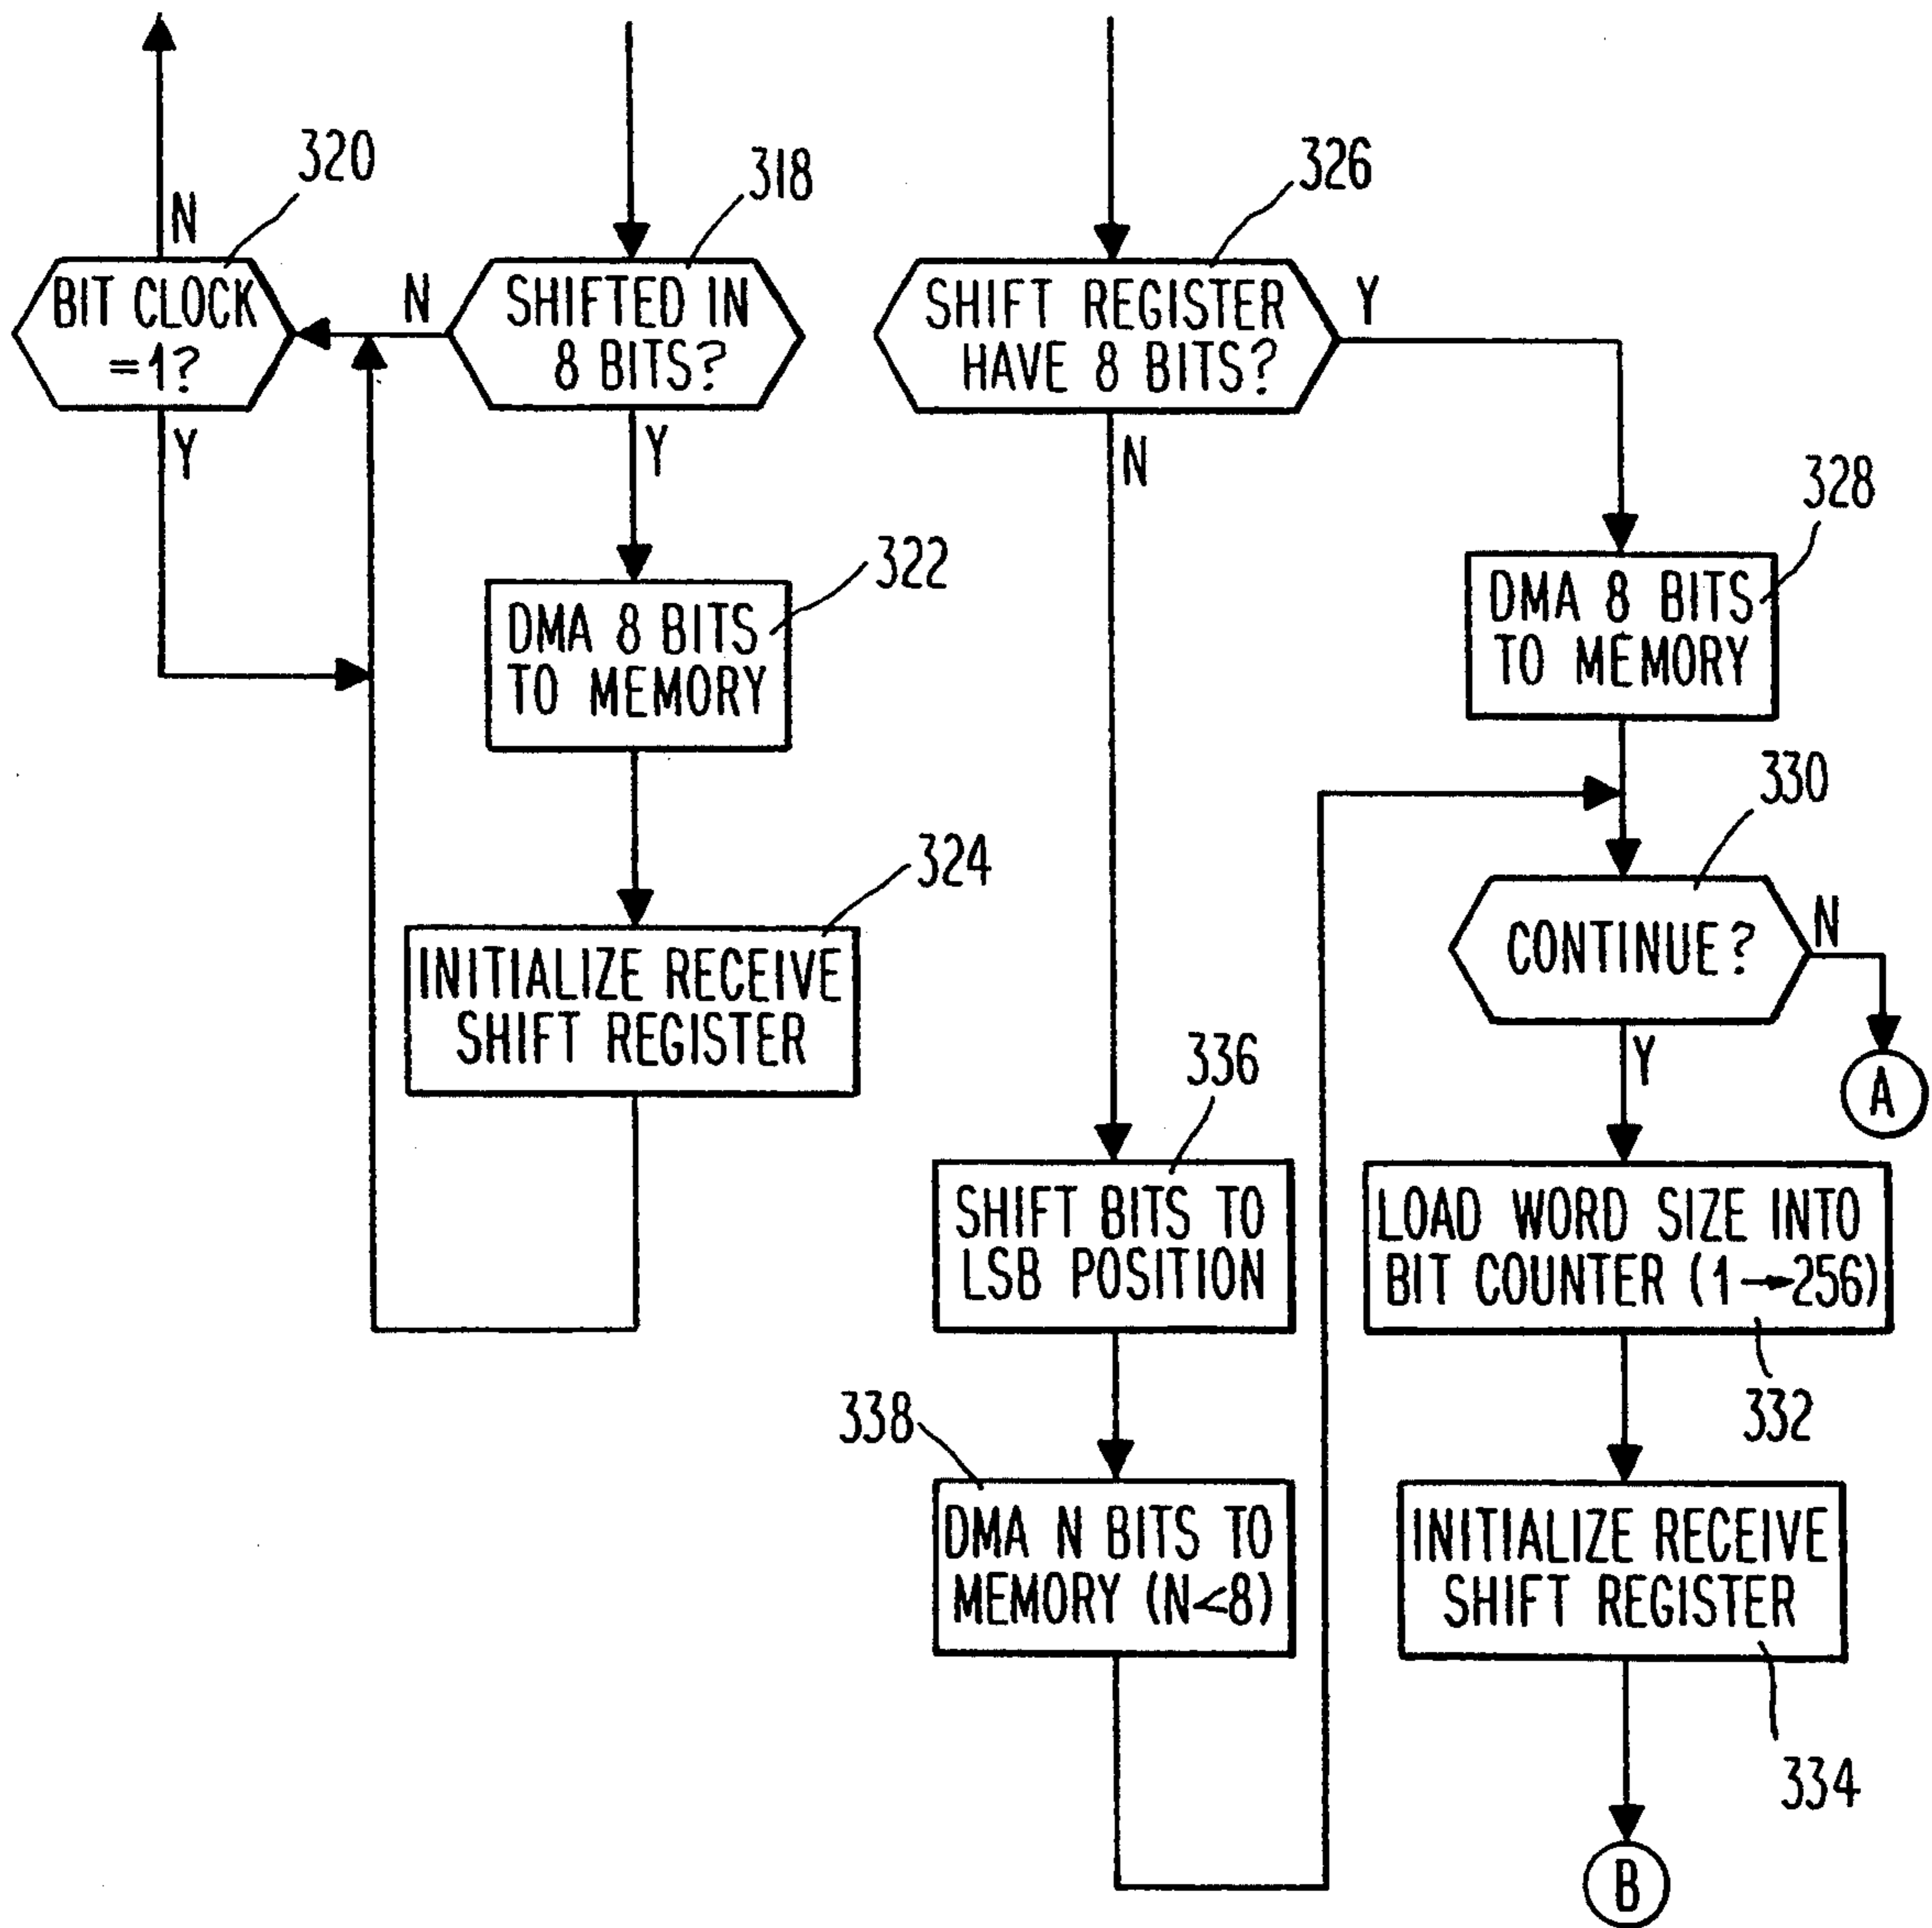 320
318
326
N
BIT CLOCK
=1?
N
SHIFTED IN
8 BITS?
SHIFT REGISTER
HAVE 8 BITS?
Y
Y
Y
N
328
322
DMA 8 BITS
TO MEMORY
DMA 8 BITS
TO MEMORY
330
324
CONTINUE?
N
INITIALIZE RECEIVE
SHIFT REGISTER
336
Y
A
SHIFT BITS TO
LSB POSITION
LOAD WORD SIZE INTO
BIT COUNTER (1→256)
338
332
DMA N BITS TO
MEMORY (N<8)
INITIALIZE RECEIVE
SHIFT REGISTER
334
B